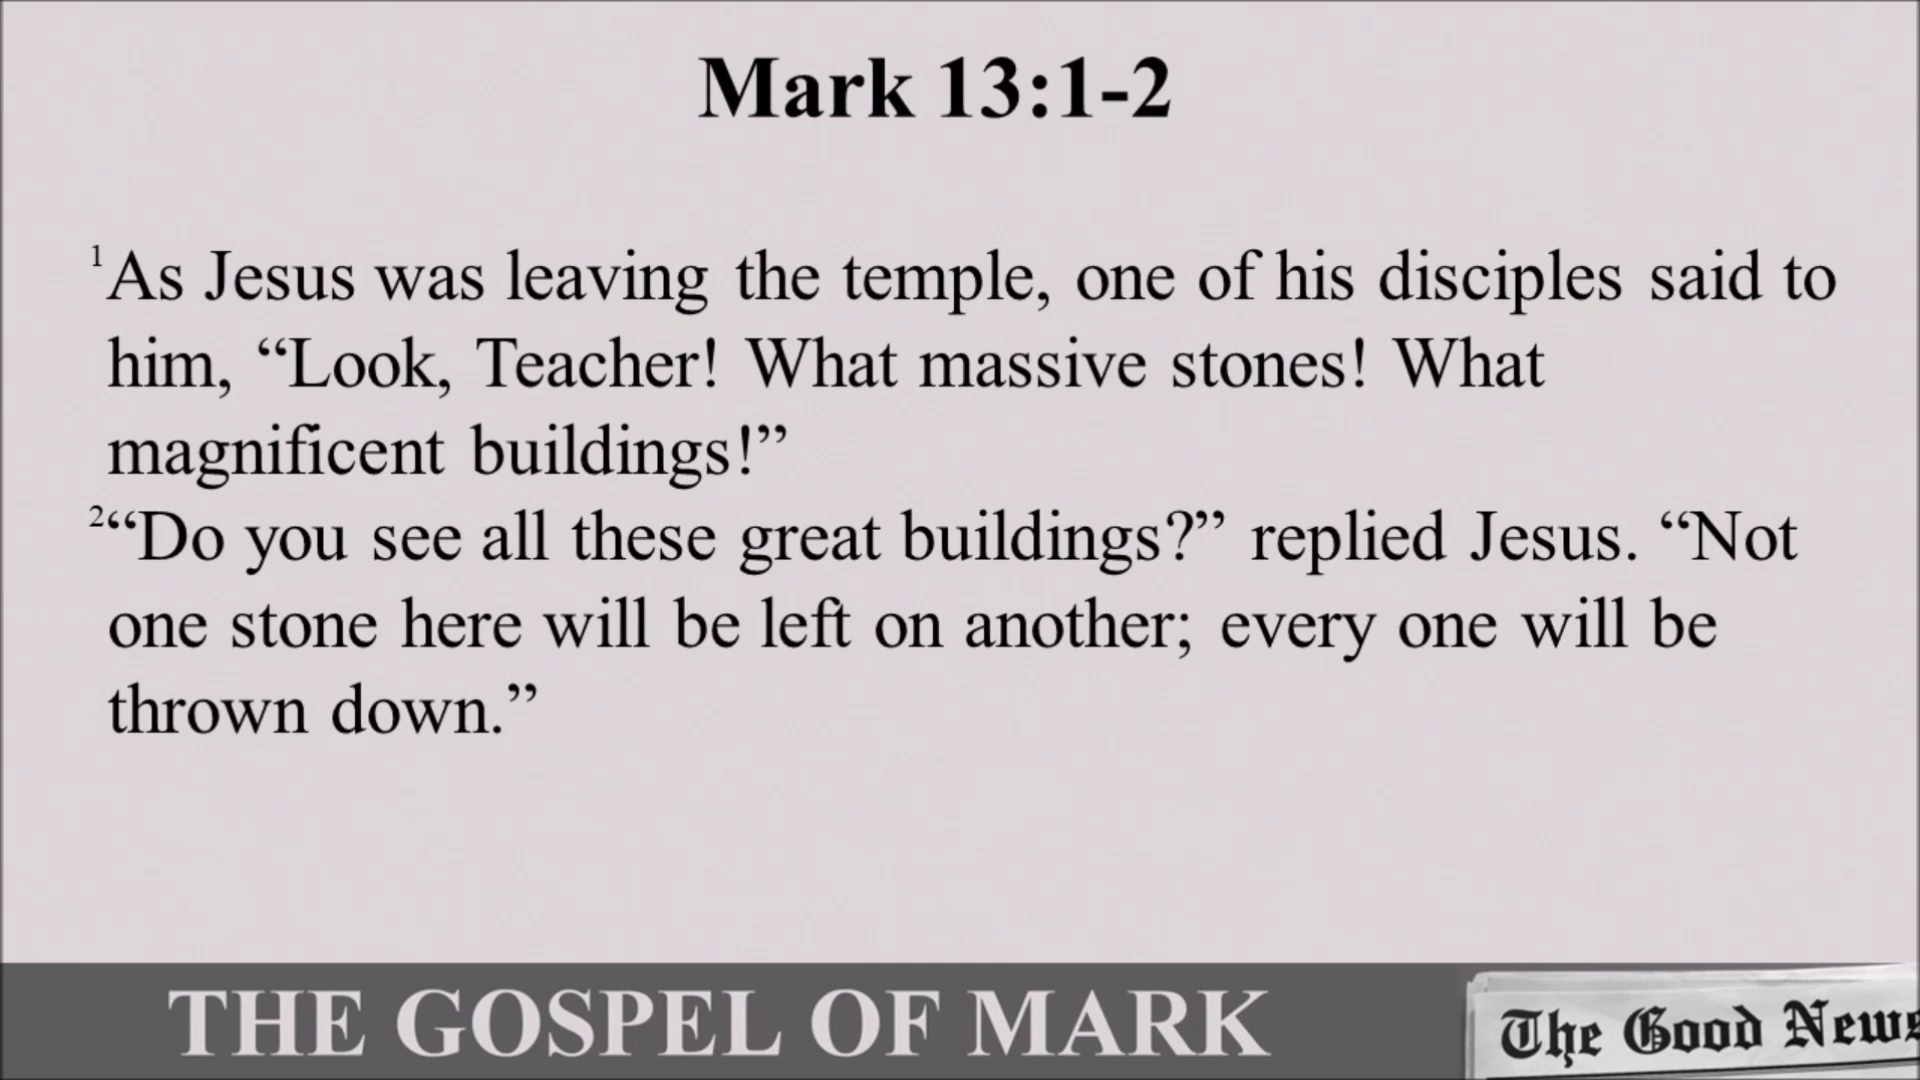 Mark 13:1-2
1As Jesus was leaving the temple, one of his disciples said to
him, “Look, Teacher! What massive stones! What
magnificent buildings!”
2“Do you see all these great buildings?” replied Jesus. “Not
one stone here will be left on another; every one will be
thrown down.”
THE GOSPEL OF MARK
The Good News